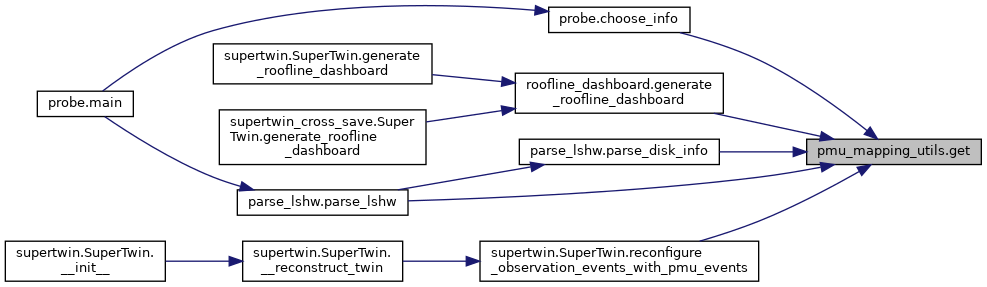 probe.choose_info
supertwin.SuperTwin.generate
_roofline_dashboard
roofline_dashboard.generate
_roofline_dashboard
probe.main
supertwin_cross_save.Super
Twin.generate_roofline
_dashboard
parse_lshw.parse_disk_info
pmu_mapping_utils.get
parse_lshw.parse_lshw
supertwin.SuperTwin.
__init__
supertwin.SuperTwin.
__reconstruct_twin
supertwin.SuperTwin.reconfigure
_observation_events_with_pmu_events